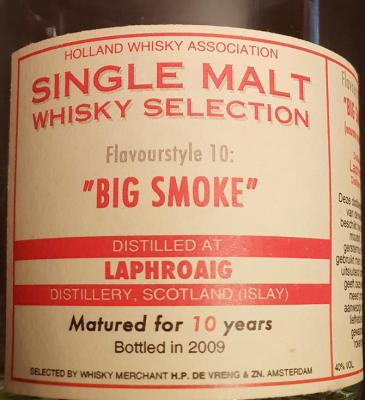 HOLLAND WHISKY ASSOCIATION
SINGLE MALT
WHISKY SELECTION
Flavourstyle 10:
"BIG SMOKE"
DISTILLED AT
LAPHROAIG
DISTILLERY, SCOTLAND (ISLAY)
Matured for 10 years
Bottled in 2009
SELECTED BY WHISKY MERCHANT H.P. DE VRENG & ZN. AMSTERDAM
40% VOL